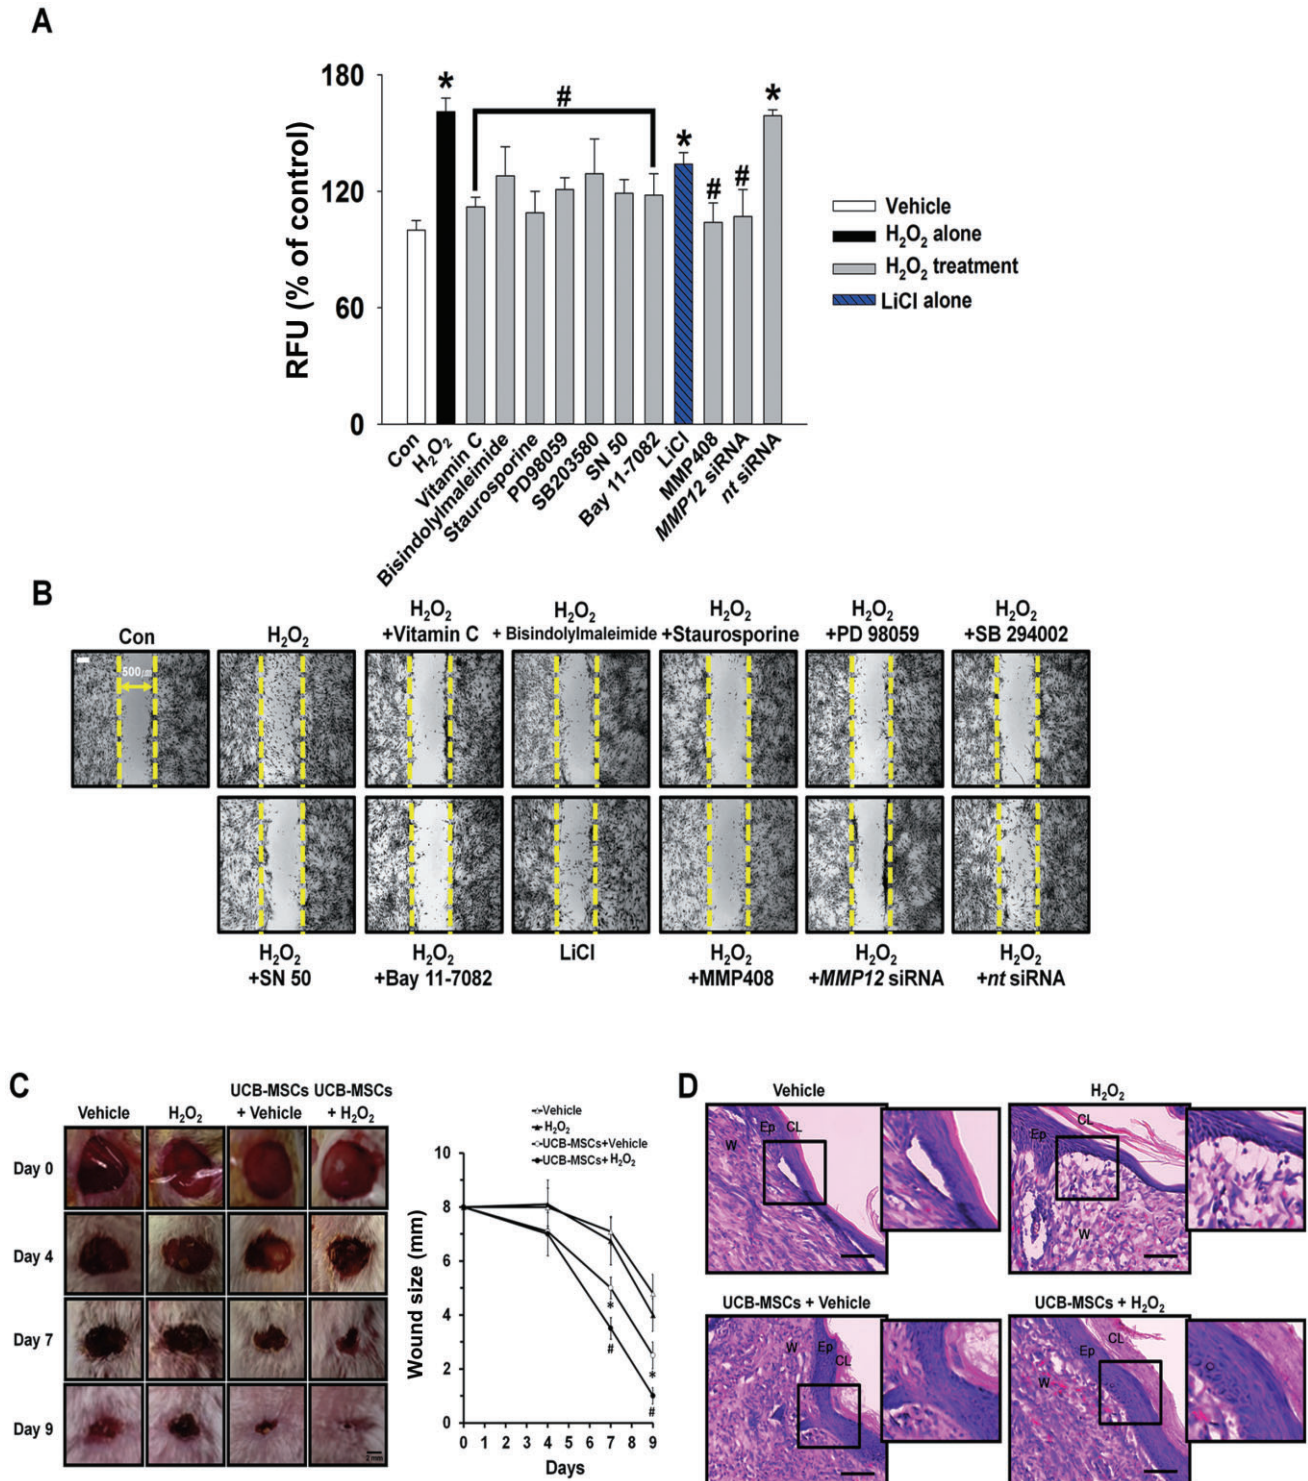 A
180
120
60
0
RFU (% of control)
*
#
*
#
#
*
Con
H₂O₂
Vitamin C
Bisindolylmaleimide
Staurosporine
PD98059
SB203580
SN 50
Bay 11-7082
LiCl
MMP408
MMP12 siRNA
nt siRNA
Vehicle
H₂O₂ alone
H₂O₂ treatment
LiCl alone
B
Con
H₂O₂
H₂O₂
+Vitamin C
H₂O₂
+ Bisindolylmaleimide
H₂O₂
+Staurosporine
H₂O₂
+PD 98059
H₂O₂
+SB 294002
500㎛
H₂O₂
+SN 50
H₂O₂
+Bay 11-7082
LiCl
H₂O₂
+MMP408
H₂O₂
+MMP12 siRNA
H₂O₂
+nt siRNA
C
Vehicle
H₂O₂
UCB-MSCs
+ Vehicle
UCB-MSCs
+ H₂O₂
Day 0
Day 4
Day 7
Day 9
2 mm
Vehicle
H₂O₂
UCB-MSCs+Vehicle
UCB-MSCs+ H₂O₂
Wound size (mm)
10
8
6
4
2
0
*
#
*
#
0 1 2 3 4 5 6 7 8 9
Days
D
Vehicle
Ep CL
W
H₂O₂
CL
Ep
W
UCB-MSCs + Vehicle
W Ep
CL
UCB-MSCs + H₂O₂
CL
Ep
W